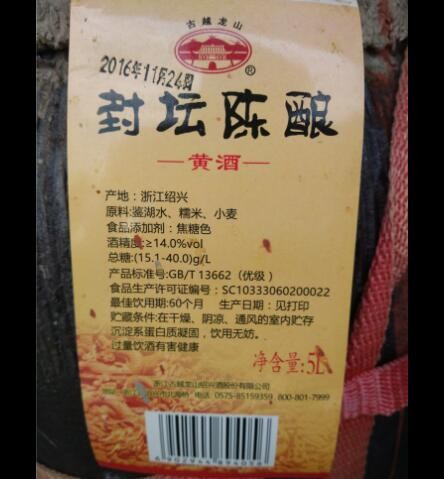 古越龙山
®
2016年11月24日
封坛陈酿
黄酒
产地:浙江绍兴
原料:鉴湖水、糯米、小麦
食品添加剂:焦糖色
酒精度:≥14.0%vol
总糖:(15.1-40.0)g/L
产品标准号:GB/T 13662(优级)
食品生产许可证编号:SC10333060200022
最佳饮用期:60个月 生产日期:见打印
贮藏条件:在干燥、阴凉、通风的室内贮存
沉淀系蛋白质凝固,饮用无妨。
过量饮酒有害健康
净含量:5L
浙江古越龙山绍兴酒股份有限公司
电话 0575-85159359 800-801-7999
6902944894058